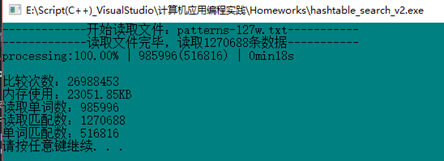 E:\Script(C++)_VisualStudio\计算机应用编程实践\Homeworks\hashtable_search_v2.exe
------------开始读取文件: patterns-127w.txt-----------
------------读取文件完毕, 读取1270688条数据-----------
processing:100.00% | 985996(516816) | 0min18s
比较次数: 26988453
内存使用: 23051.85KB
读取单词数: 985996
读取匹配数: 1270688
单词匹配数: 516816
请按任意键继续. . .